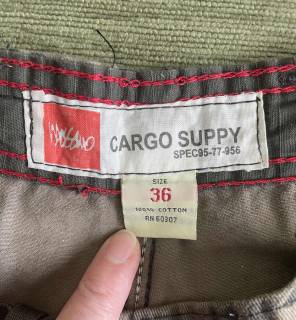 Mossimo
CARGO SUPPY
SPEC95-77-956
SIZE
36
100% COTTON
RN 60307